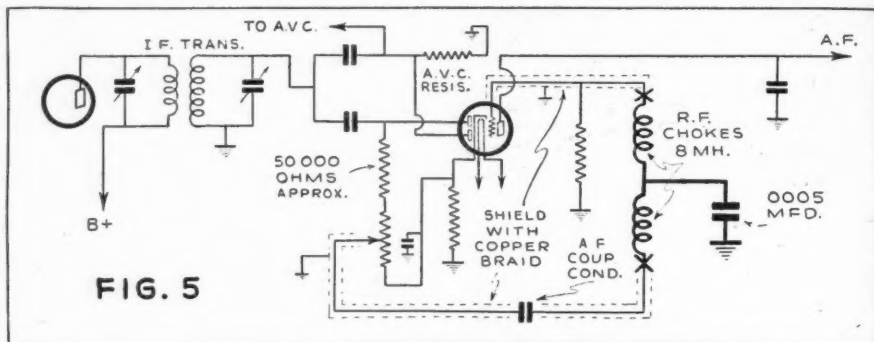 TO A.V.C.
I.F. TRANS.
A.F.
A.V.C.
RESIS.
R.F.
CHOKES
8 MH.
50 000
OHMS
APPROX.
0005
MFD.
SHIELD
WITH
COPPER
BRAID
A F
COUP
COND.
B+
FIG. 5